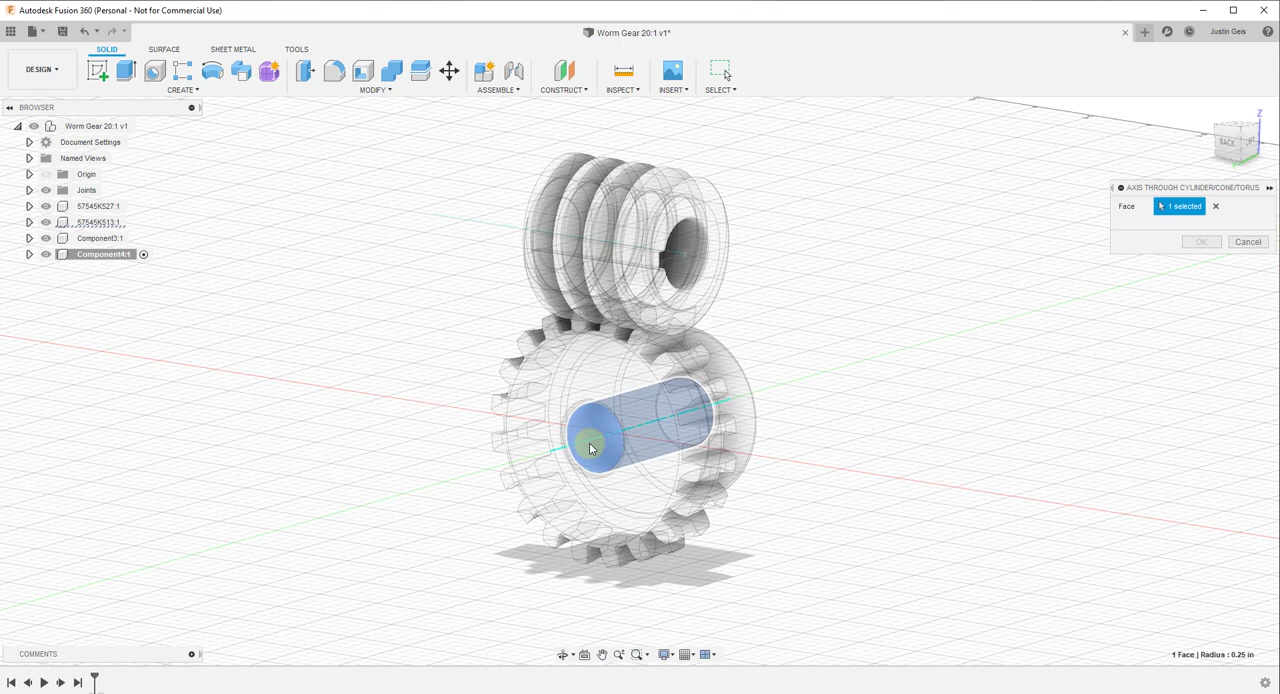 Autodesk Fusion 360 (Personal - Not for Commercial Use)
Worm Gear 20:1 v1*
Justin Geis
SOLID SURFACE SHEET METAL TOOLS
DESIGN
CREATE MODIFY ASSEMBLE CONSTRUCT INSPECT INSERT SELECT
BROWSER
Worm Gear 20:1 v1
Document Settings
Named Views
Origin
Joints
57545K527:1
57545K513:1
Component3:1
Component4:1
Z
BACK
AXIS THROUGH CYLINDER/CONE/TORUS
Face 1 selected
OK Cancel
COMMENTS
1 Face | Radius : 0.25 in